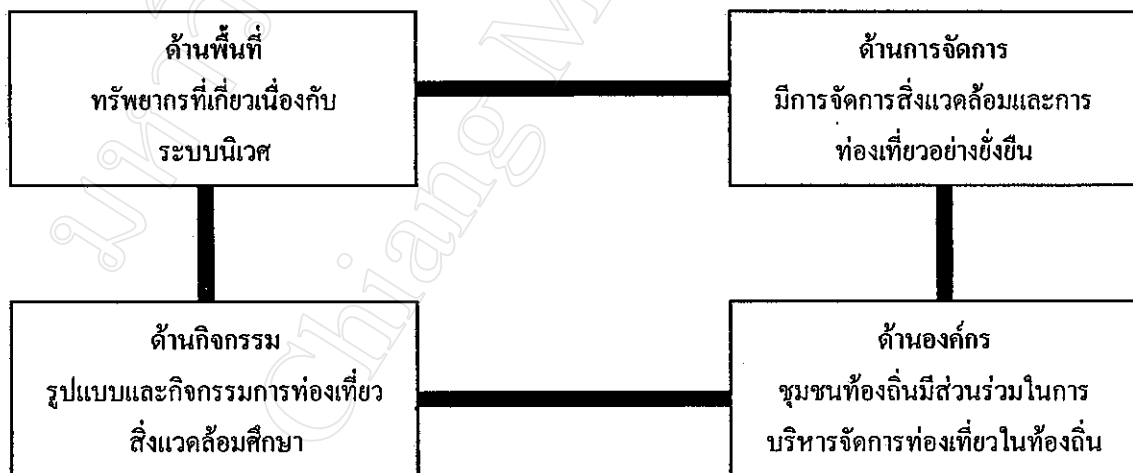 ด้านพื้นที่
ทรัพยากรที่เกี่ยวเนื่องกับ
ระบบนิเวศ
ด้านการจัดการ
มีการจัดการสิ่งแวดล้อมและการ
ท่องเที่ยวอย่างยั่งยืน
ด้านกิจกรรม
รูปแบบและกิจกรรมการท่องเที่ยว
สิ่งแวดล้อมศึกษา
ด้านองค์กร
ชุมชนท้องถิ่นมีส่วนร่วมในการ
บริหารจัดการท่องเที่ยวในท้องถิ่น
Chiang M